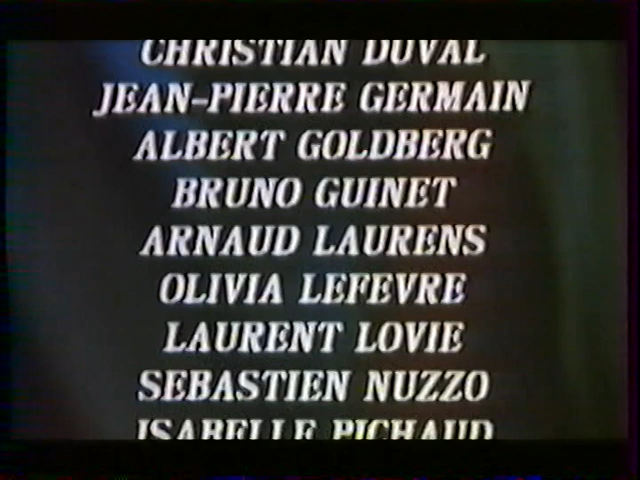 CHRISTIAN DUVAL
JEAN-PIERRE GERMAIN
ALBERT GOLDBERG
BRUNO GUINET
ARNAUD LAURENS
OLIVIA LEFEVRE
LAURENT LOVIE
SEBASTIEN NUZZO
ISABELLE PICHAUD